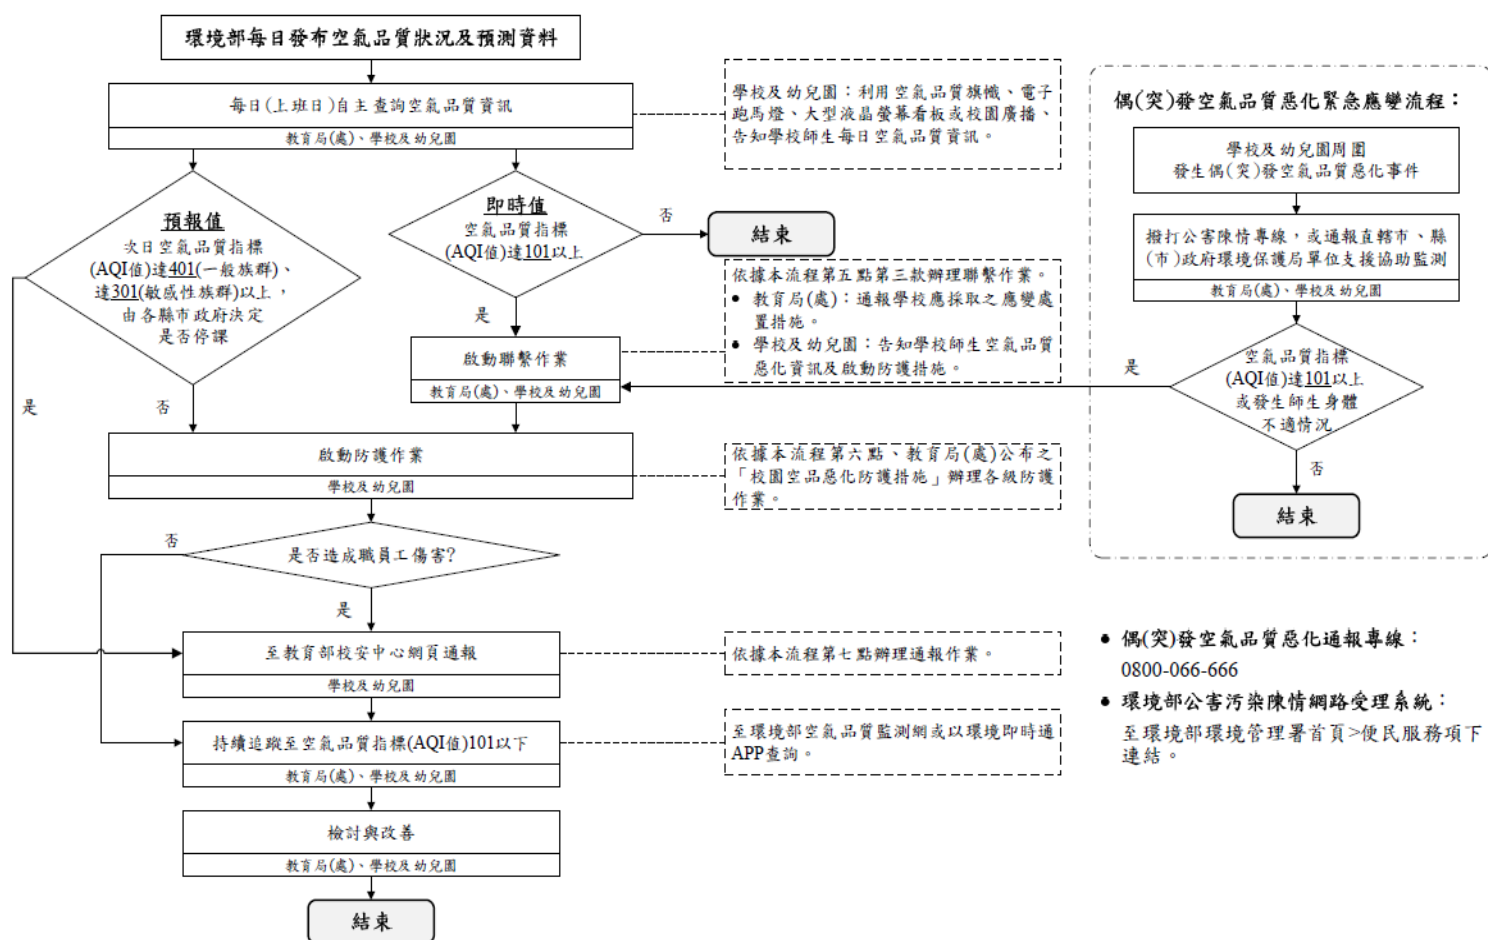 環境部每日發布空氣品質狀況及預測資料
每日(上班日)自主查詢空氣品質資訊
教育局(處)、學校及幼兒園
學校及幼兒園：利用空氣品質旗幟、電子
跑馬燈、大型液晶螢幕看板或校園廣播、
告知學校師生每日空氣品質資訊。
預報值
次日空氣品質指標
(AQI值)達401(一般族群)、
達301(敏感性族群)以上，
由各縣市政府決定
是否停課
即時值
空氣品質指標
(AQI值)達101以上
否
結束
是
依據本流程第五點第三款辦理聯繫作業。
● 教育局(處)：通報學校應採取之應變處
置措施。
● 學校及幼兒園：告知學校師生空氣品質
惡化資訊及啟動防護措施。
啟動聯繫作業
教育局(處)、學校及幼兒園
是
否
啟動防護作業
學校及幼兒園
依據本流程第六點、教育局(處)公布之
「校園空品惡化防護措施」辦理各級防護
作業。
否
是否造成職員工傷害?
是
至教育部校安中心網頁通報
學校及幼兒園
依據本流程第七點辦理通報作業。
持續追蹤至空氣品質指標(AQI值)101以下
教育局(處)、學校及幼兒園
至環境部空氣品質監測網或以環境即時通
APP查詢。
檢討與改善
教育局(處)、學校及幼兒園
結束
偶(突)發空氣品質惡化緊急應變流程：
學校及幼兒園周圍
發生偶(突)發空氣品質惡化事件
撥打公害陳情專線，或通報直轄市、縣
(市)政府環境保護局單位支援協助監測
教育局(處)、學校及幼兒園
是
空氣品質指標
(AQI值)達101以上
或發生師生身體
不適情況
否
結束
● 偶(突)發空氣品質惡化通報專線：
0800-066-666
● 環境部公害污染陳情網路受理系統：
至環境部環境管理署首頁>便民服務項下
連結。